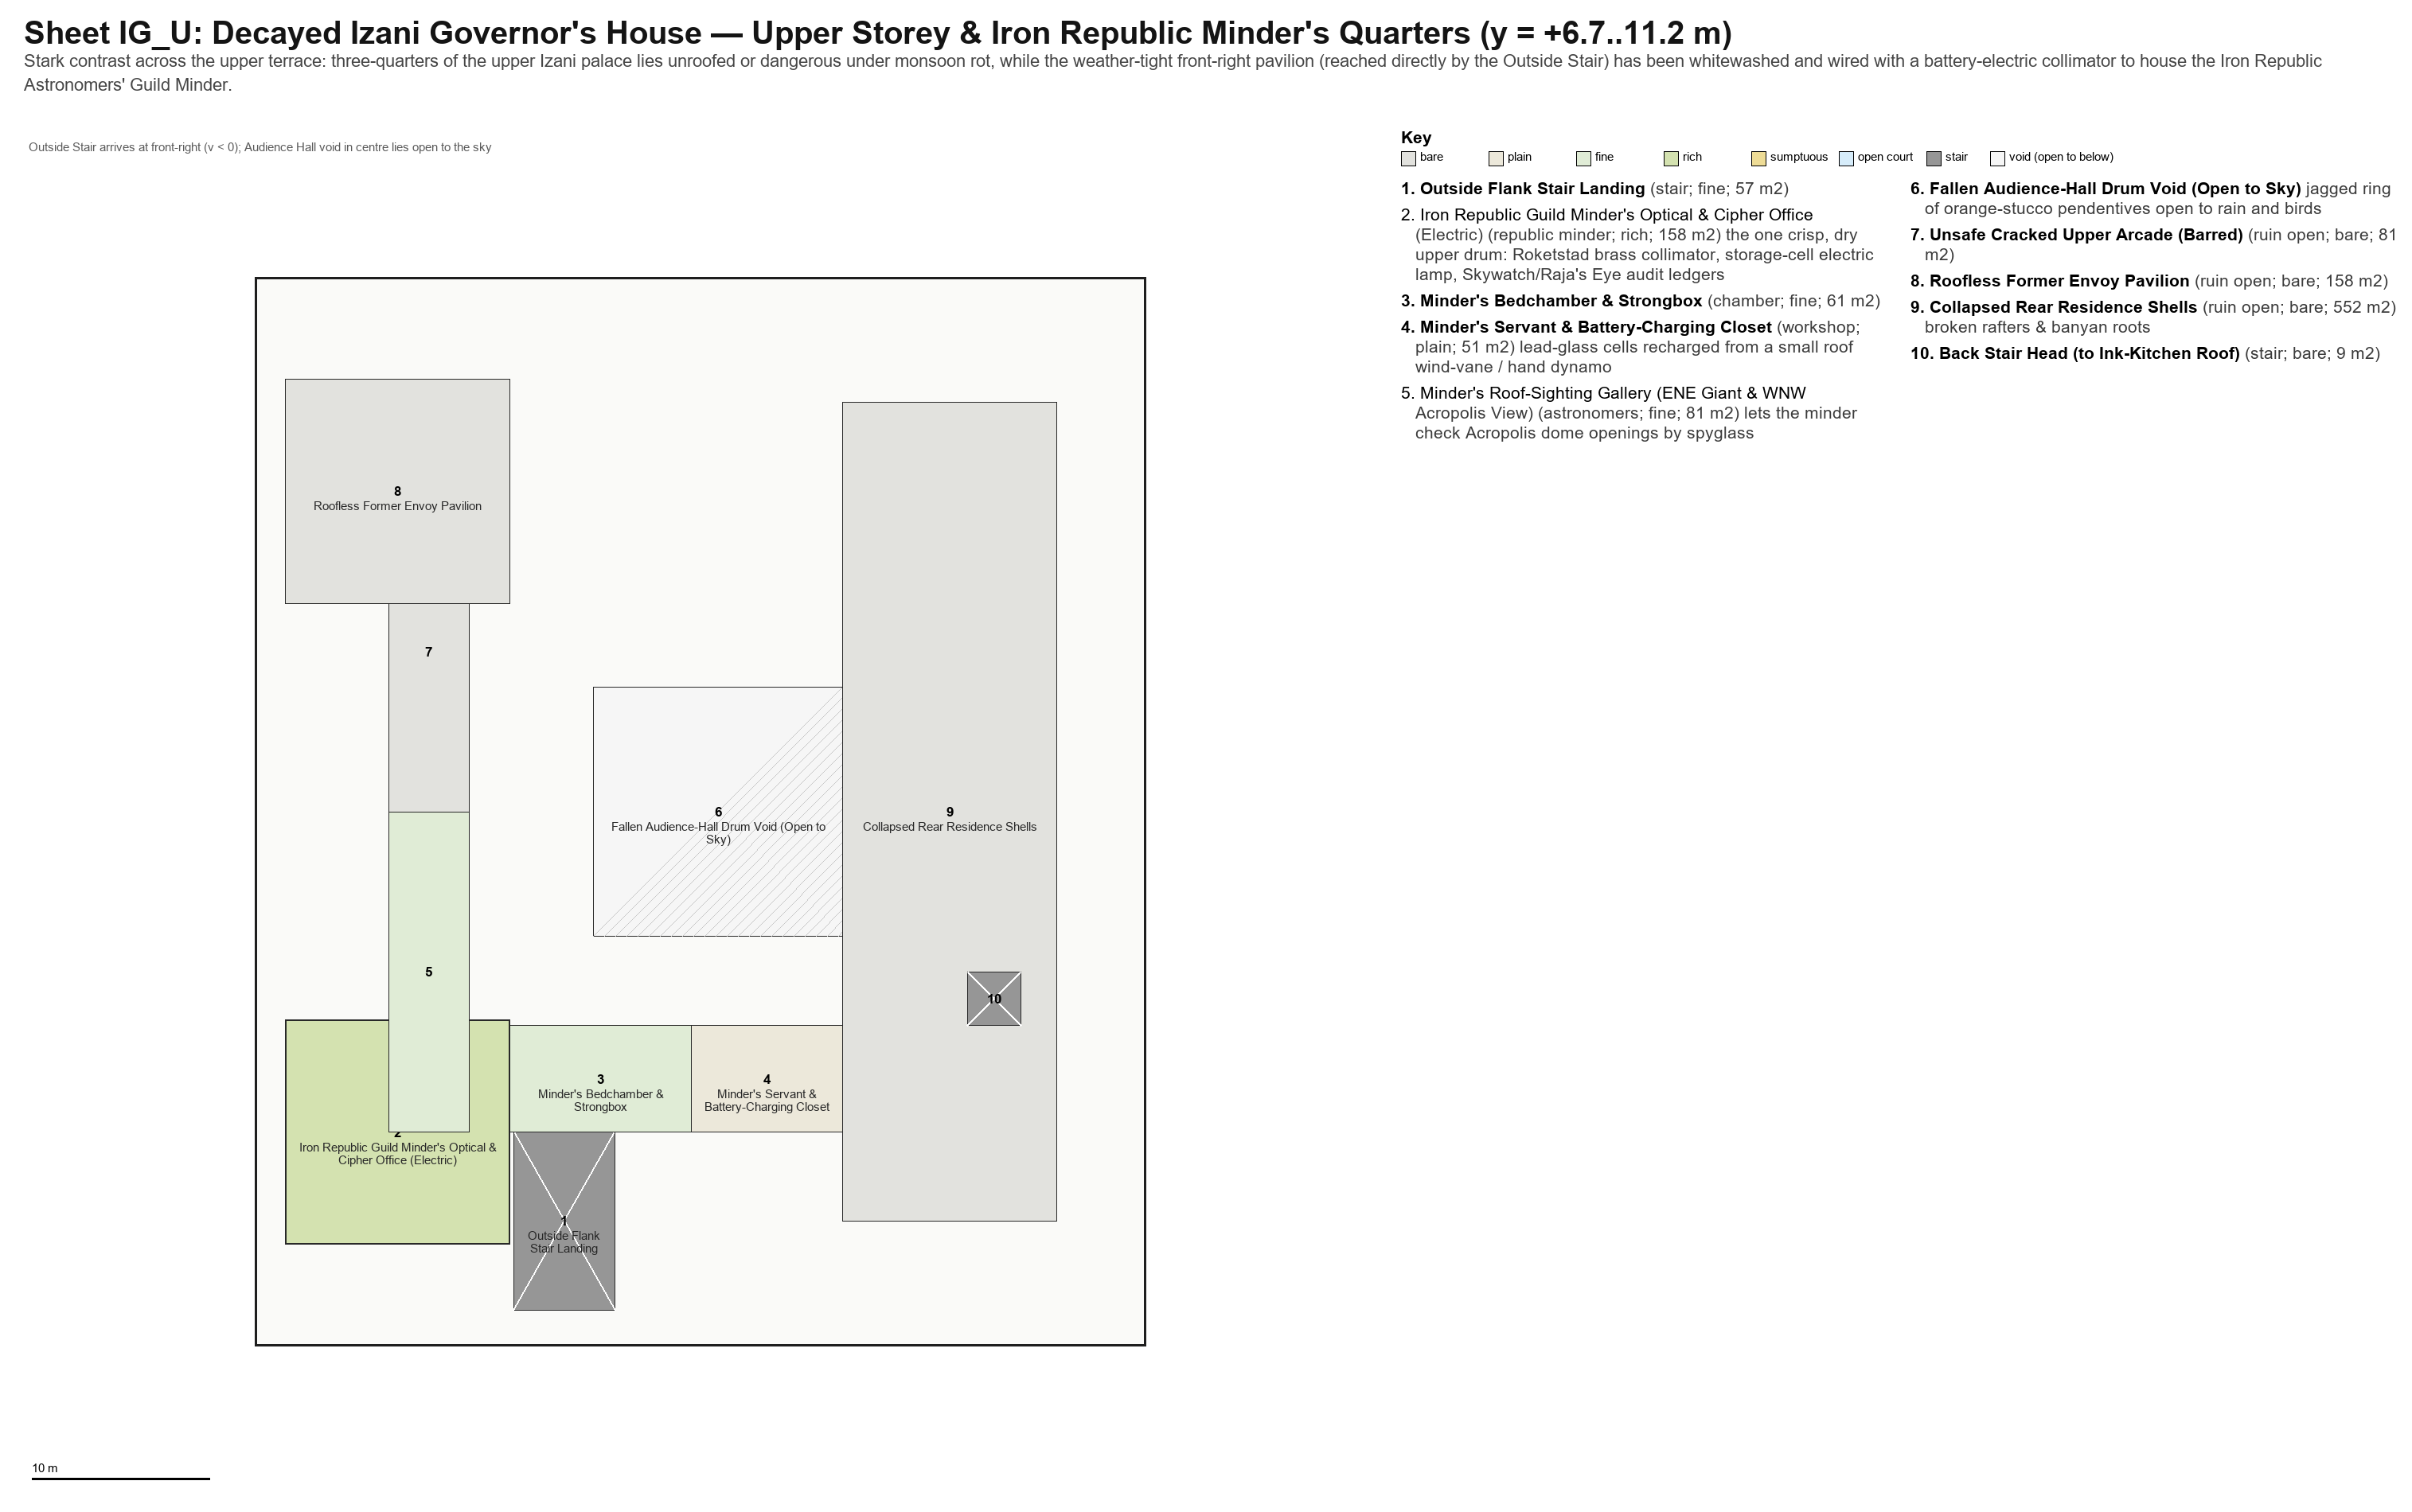 Sheet IG_U: Decayed Izani Governor's House — Upper Storey & Iron Republic Minder's Quarters (y = +6.7..11.2 m)
Stark contrast across the upper terrace: three-quarters of the upper Izani palace lies unroofed or dangerous under monsoon rot, while the weather-tight front-right pavilion (reached directly by the Outside Stair) has been whitewashed and wired with a battery-electric collimator to house the Iron Republic
Astronomers' Guild Minder.
Outside Stair arrives at front-right (v < 0); Audience Hall void in centre lies open to the sky
Key
bare
plain
fine
rich
sumptuous
open court
stair
void (open to below)
1. Outside Flank Stair Landing (stair; fine; 57 m2)
2. Iron Republic Guild Minder's Optical & Cipher Office
(Electric) (republic minder; rich; 158 m2) the one crisp, dry
upper drum: Roketstad brass collimator, storage-cell electric
lamp, Skywatch/Raja's Eye audit ledgers
3. Minder's Bedchamber & Strongbox (chamber; fine; 61 m2)
4. Minder's Servant & Battery-Charging Closet (workshop;
plain; 51 m2) lead-glass cells recharged from a small roof
wind-vane / hand dynamo
5. Minder's Roof-Sighting Gallery (ENE Giant & WNW
Acropolis View) (astronomers; fine; 81 m2) lets the minder
check Acropolis dome openings by spyglass
6. Fallen Audience-Hall Drum Void (Open to Sky) jagged ring
of orange-stucco pendentives open to rain and birds
7. Unsafe Cracked Upper Arcade (Barred) (ruin open; bare; 81
m2)
8. Roofless Former Envoy Pavilion (ruin open; bare; 158 m2)
9. Collapsed Rear Residence Shells (ruin open; bare; 552 m2)
broken rafters & banyan roots
10. Back Stair Head (to Ink-Kitchen Roof) (stair; bare; 9 m2)
8
Roofless Former Envoy Pavilion
7
6
Fallen Audience-Hall Drum Void (Open to
Sky)
9
Collapsed Rear Residence Shells
5
10
3
Minder's Bedchamber &
Strongbox
4
Minder's Servant &
Battery-Charging Closet
2
Iron Republic Guild Minder's Optical &
Cipher Office (Electric)
1
Outside Flank
Stair Landing
10 m